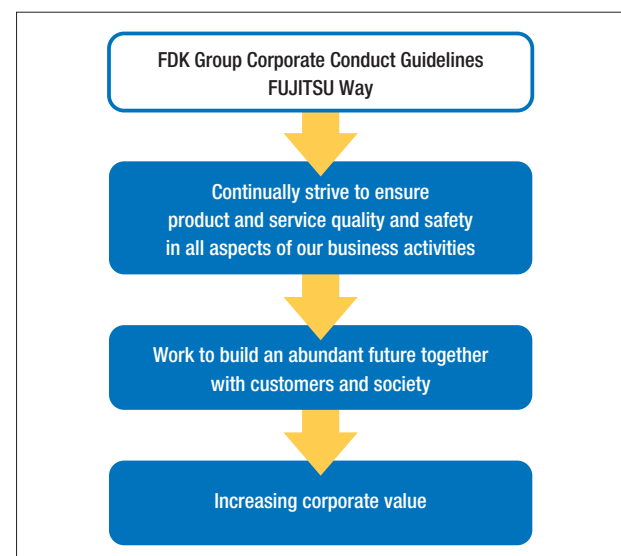 FDK Group Corporate Conduct Guidelines
FUJITSU Way
Continually strive to ensure
product and service quality and safety
in all aspects of our business activities
Work to build an abundant future together
with customers and society
Increasing corporate value